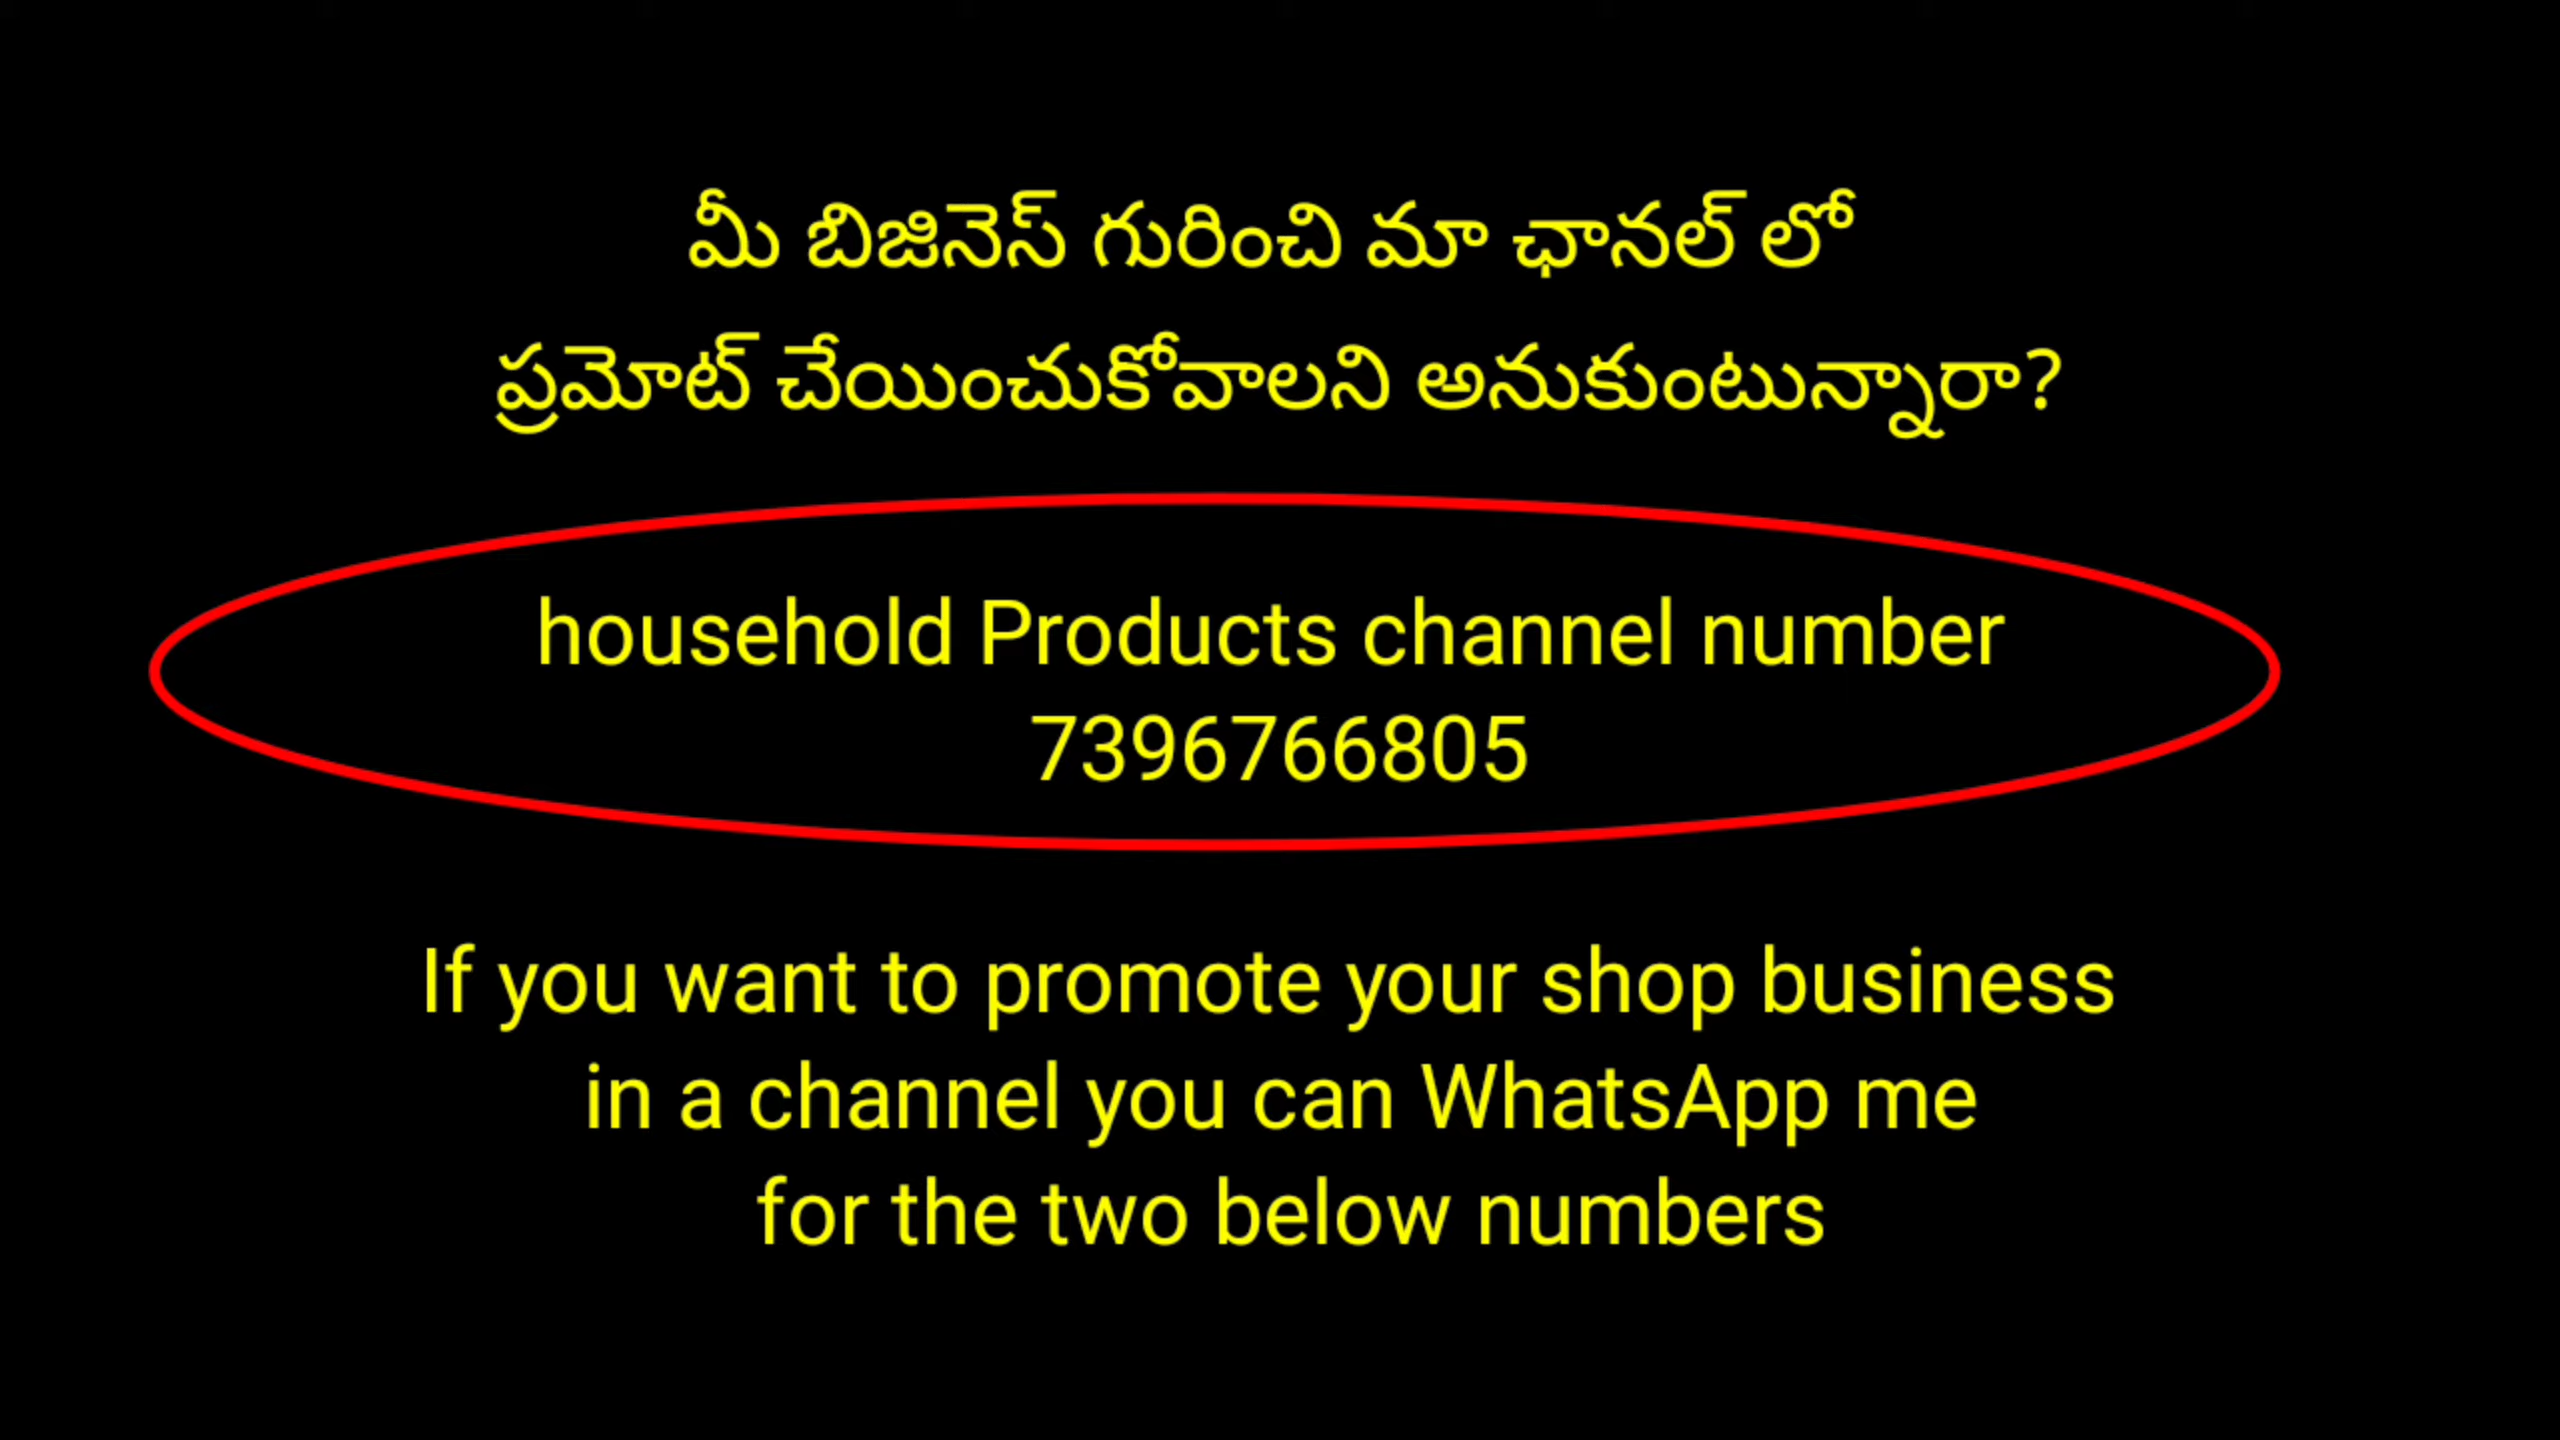 మీ బిజినెస్ గురించి మా ఛానల్ లో
ప్రమోట్ చేయించుకోవాలని అనుకుంటున్నారా?
household Products channel number
7396766805
If you want to promote your shop business
in a channel you can WhatsApp me
for the two below numbers